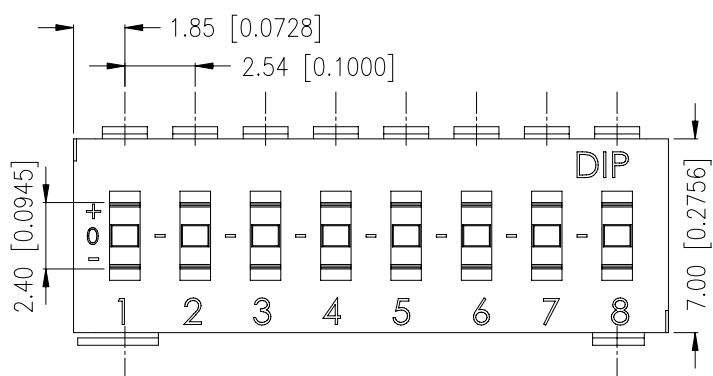 1.85 [0.0728]
2.54 [0.1000]
DIP
2.40 [0.0945]
+
0 - - - - - - -
-
7.00 [0.2756]
1 2 3 4 5 6 7 8